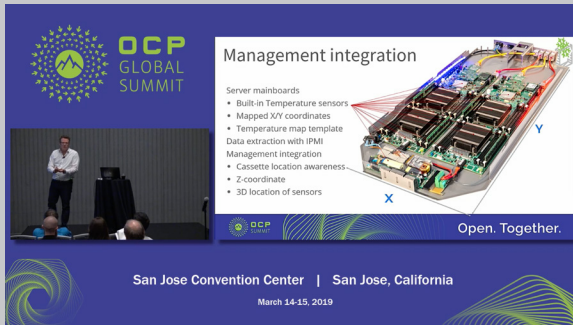 OCP
GLOBAL
SUMMIT
Management integration
Server mainboards
• Built-in Temperature sensors
• Mapped X/Y coordinates
• Temperature map template
Data extraction with IPMI
Management integration
• Cassette location awareness
• Z-coordinate
• 3D location of sensors
X
Y
OCP
SUMMIT
Open. Together.
San Jose Convention Center | San Jose, California
March 14-15, 2019